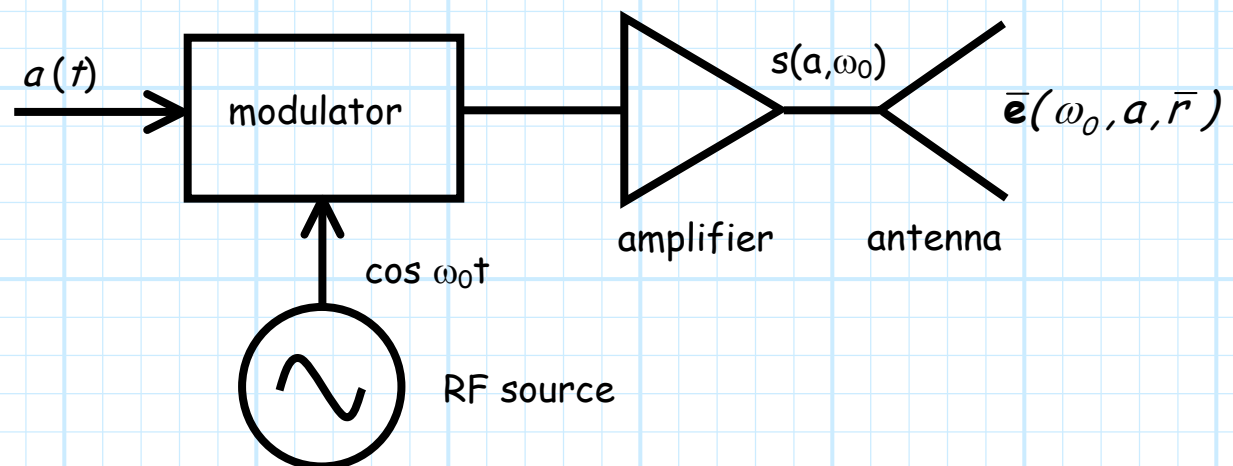 a(t)
modulator
s(a,ω₀)
e̅(ω₀,a,r̅)
amplifier
antenna
cos ω₀t
RF source